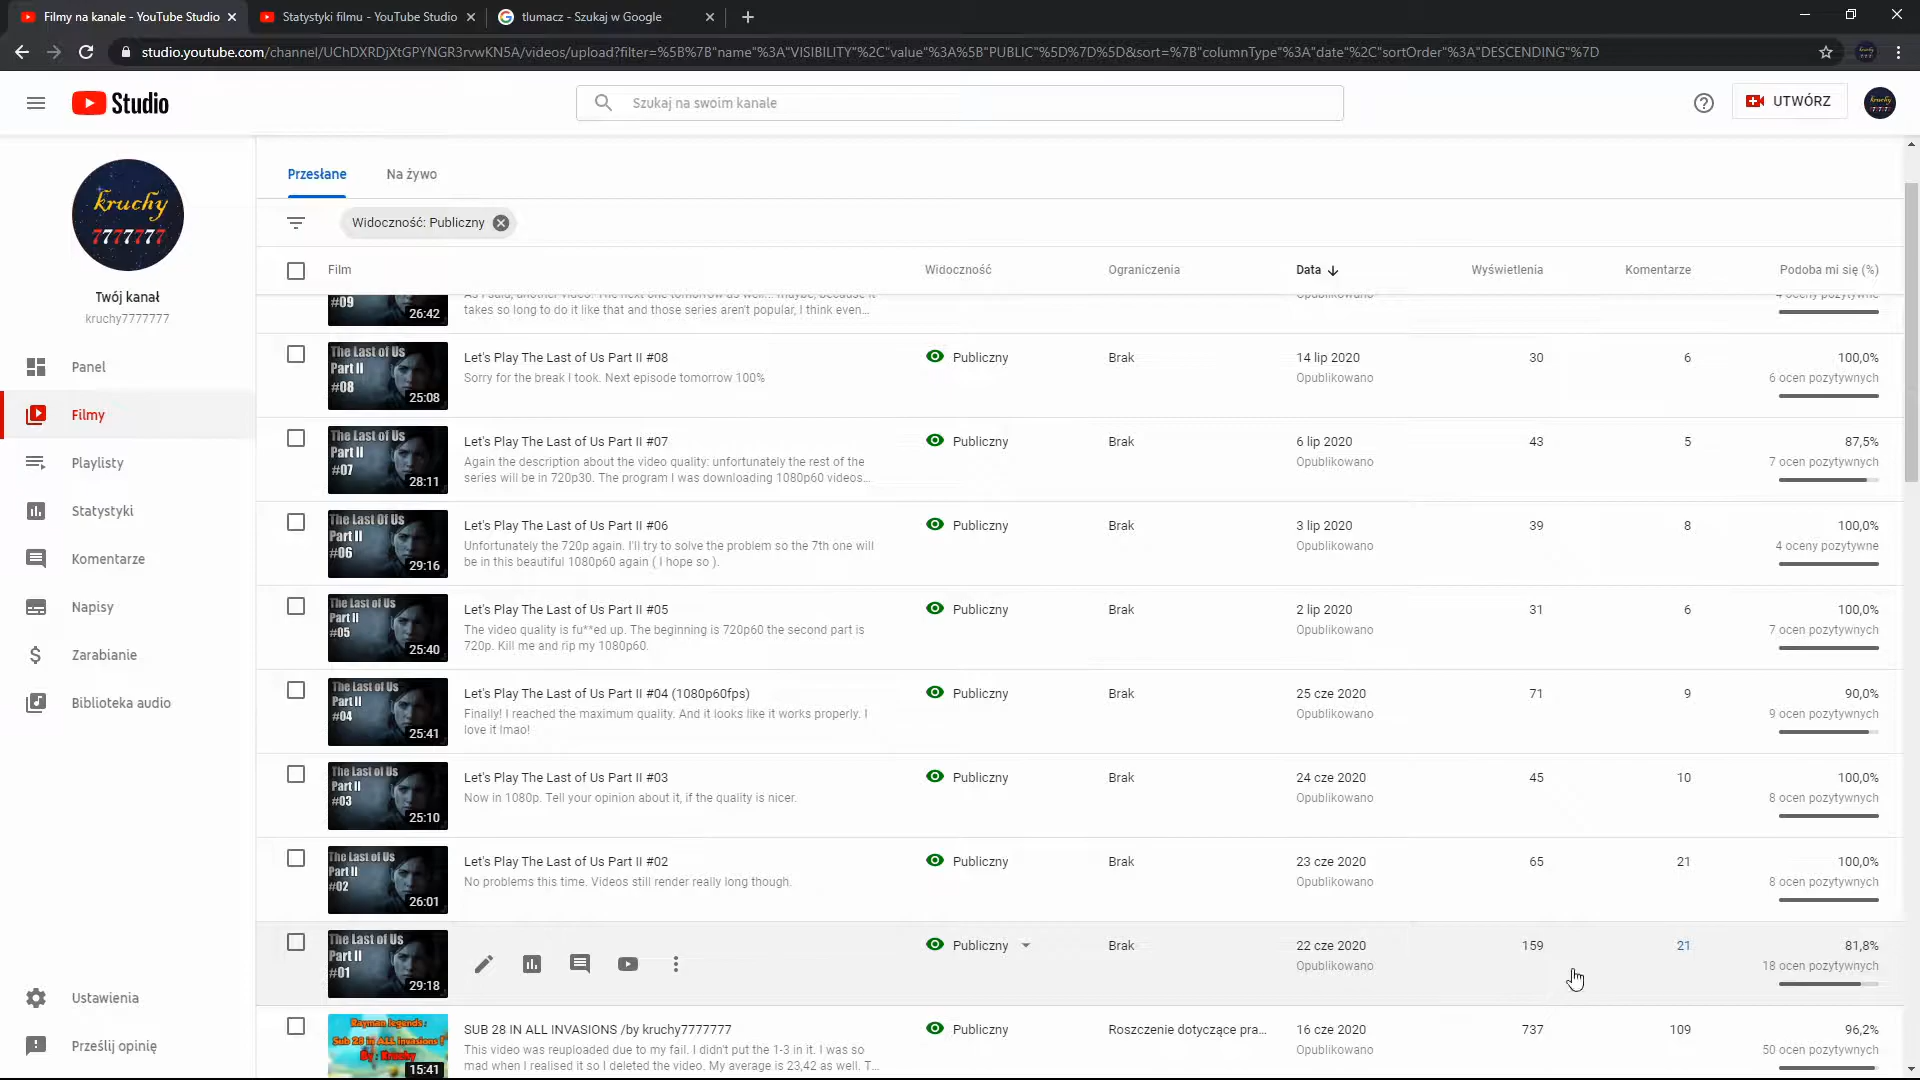 Filmy na kanale - YouTube Studio
Statystyki filmu - YouTube Studio
tlumacz - Szukaj w Google
studio.youtube.com/channel/UChDXRDjXtGPYNGR3rvwKN5A/videos/upload?filter=%5B%7B"name"%3A"VISIBILITY"%2C"value"%3A%5B"PUBLIC"%5D%7D%5D&sort=%7B"columnType"%3A"date"%2C"sortOrder"%3A"DESCENDING"%7D
Studio
Szukaj na swoim kanale
UTWÓRZ
kruchy
7777777
Twój kanał
kruchy7777777
Panel
Filmy
Playlisty
Statystyki
Komentarze
Napisy
Zarabianie
Biblioteka audio
Ustawienia
Prześlij opinię
Przesłane
Na żywo
Widoczność: Publiczny
Film
Widoczność
Ograniczenia
Data
Wyświetlenia
Komentarze
Podoba mi się (%)
#09
26:42
As I said, another video. The next one tomorrow as well... maybe, because it
takes so long to do it like that and those series aren't popular, I think even...
Opublikowano
4 oceny pozytywne
The Last of Us
Part II
#08
25:08
Let's Play The Last of Us Part II #08
Sorry for the break I took. Next episode tomorrow 100%
Publiczny
Brak
14 lip 2020
Opublikowano
30
6
100,0%
6 ocen pozytywnych
The Last of Us
Part II
#07
28:11
Let's Play The Last of Us Part II #07
Again the description about the video quality: unfortunately the rest of the
series will be in 720p30. The program I was downloading 1080p60 videos...
Publiczny
Brak
6 lip 2020
Opublikowano
43
5
87,5%
7 ocen pozytywnych
The Last Of Us
Part II
#06
29:16
Let's Play The Last of Us Part II #06
Unfortunately the 720p again. I'll try to solve the problem so the 7th one will
be in this beautiful 1080p60 again ( I hope so ).
Publiczny
Brak
3 lip 2020
Opublikowano
39
8
100,0%
4 oceny pozytywne
The Last of Us
Part II
#05
25:40
Let's Play The Last of Us Part II #05
The video quality is fu**ed up. The beginning is 720p60 the second part is
720p. Kill me and rip my 1080p60.
Publiczny
Brak
2 lip 2020
Opublikowano
31
6
100,0%
7 ocen pozytywnych
The Last of Us
Part II
#04
25:41
Let's Play The Last of Us Part II #04 (1080p60fps)
Finally! I reached the maximum quality. And it looks like it works properly. I
love it lmao!
Publiczny
Brak
25 cze 2020
Opublikowano
71
9
90,0%
9 ocen pozytywnych
The Last of Us
Part II
#03
25:10
Let's Play The Last of Us Part II #03
Now in 1080p. Tell your opinion about it, if the quality is nicer.
Publiczny
Brak
24 cze 2020
Opublikowano
45
10
100,0%
8 ocen pozytywnych
The Last of Us
Part II
#02
26:01
Let's Play The Last of Us Part II #02
No problems this time. Videos still render really long though.
Publiczny
Brak
23 cze 2020
Opublikowano
65
21
100,0%
8 ocen pozytywnych
The Last of Us
Part II
#01
29:18
Publiczny
Brak
22 cze 2020
Opublikowano
159
21
81,8%
18 ocen pozytywnych
Rayman legends :
Sub 28 in ALL invasions !
By : Kruchy
15:41
SUB 28 IN ALL INVASIONS /by kruchy7777777
This video was reuploaded due to my fail. I didn't put the 1-3 in it. I was so
mad when I realised it so I deleted the video. My average is 23,42 as well. T...
Publiczny
Roszczenie dotyczące pra...
16 cze 2020
Opublikowano
737
109
96,2%
50 ocen pozytywnych